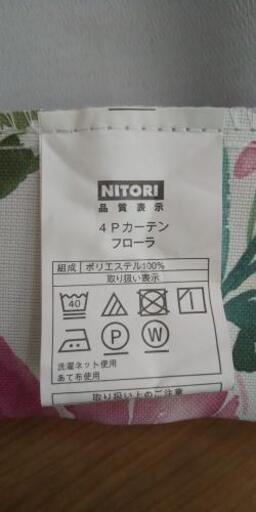 NITORI
品質表示
4Pカーテン
フローラ
組成 ポリエステル100%
取り扱い表示
40
P W
洗濯ネット使用
あて布使用
取り扱い上のご注意